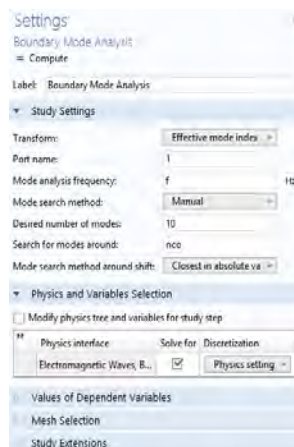 Settings
Boundary Mode Analysis
= Compute
Label: Boundary Mode Analysis
Study Settings
Transform: Effective mode index
Port name: 1
Mode analysis frequency: f Hz
Mode search method: Manual
Desired number of modes: 10
Search for modes around: nco
Mode search method around shift: Closest in absolute va
Physics and Variables Selection
Modify physics tree and variables for study step
Physics interface Solve for Discretization
Electromagnetic Waves, B... Physics setting
Values of Dependent Variables
Mesh Selection
Study Extensions